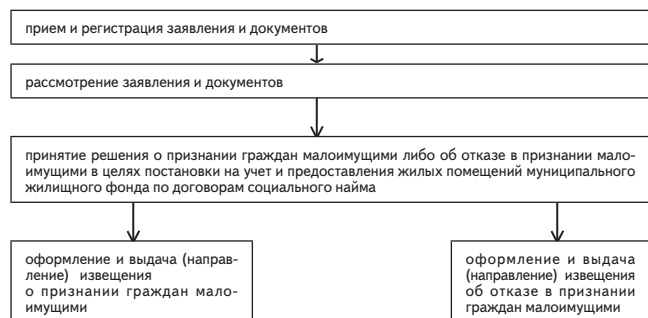 прием и регистрация заявления и документов
рассмотрение заявления и документов
принятие решения о признании граждан малоимущими либо об отказе в признании мало-
имущими в целях постановки на учет и предоставления жилых помещений муниципального
жилищного фонда по договорам социального найма
оформление и выдача (направ-
ление) извещения
о признании граждан мало-
имущими
оформление и выдача
(направление) извещения
об отказе в признании
граждан малоимущими